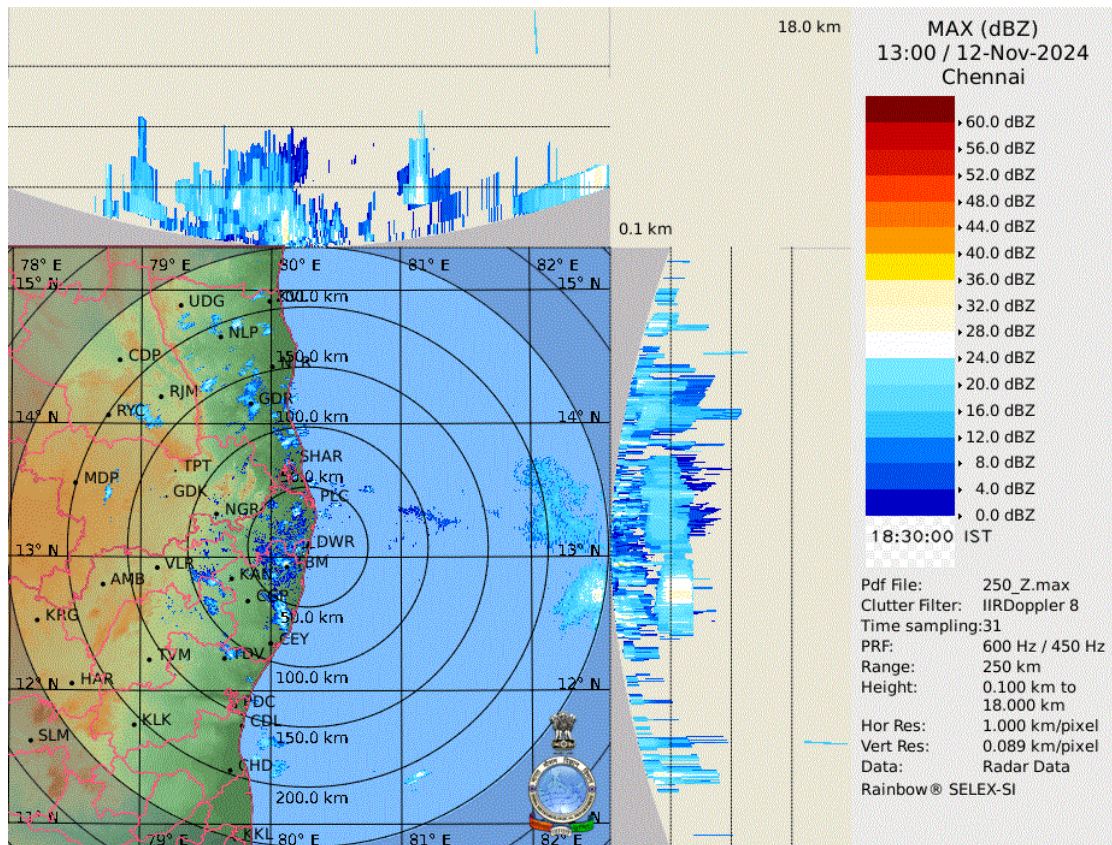 18.0 km
MAX (dBZ)
13:00 / 12-Nov-2024
Chennai
60.0 dBZ
56.0 dBZ
52.0 dBZ
48.0 dBZ
44.0 dBZ
40.0 dBZ
36.0 dBZ
32.0 dBZ
28.0 dBZ
24.0 dBZ
20.0 dBZ
16.0 dBZ
12.0 dBZ
8.0 dBZ
4.0 dBZ
0.0 dBZ
18:30:00 IST
0.1 km
78° E 79° E 80° E 81° E 82° E
15° N 15° N
UDG
NLP
150.0 km
CDP
RJM
GDR
RYC
100.0 km
14° N 14° N
SHAR
TPT
MDP
GDK
PLC
NGR
DWR
13° N 13° N
VLR
KAN
AMB
CGP
KRG
50.0 km
CEY
TVM
TDV
HAR
100.0 km
12° N 12° N
PDC
KLK
CDL
SLM
150.0 km
CHD
200.0 km
11° N 11° N
KKL
79° E 80° E 81° E 82° E
Pdf File: 250_Z.max
Clutter Filter: IIRDoppler 8
Time sampling:31
PRF: 600 Hz / 450 Hz
Range: 250 km
Height: 0.100 km to
18.000 km
Hor Res: 1.000 km/pixel
Vert Res: 0.089 km/pixel
Data: Radar Data
Rainbow® SELEX-SI